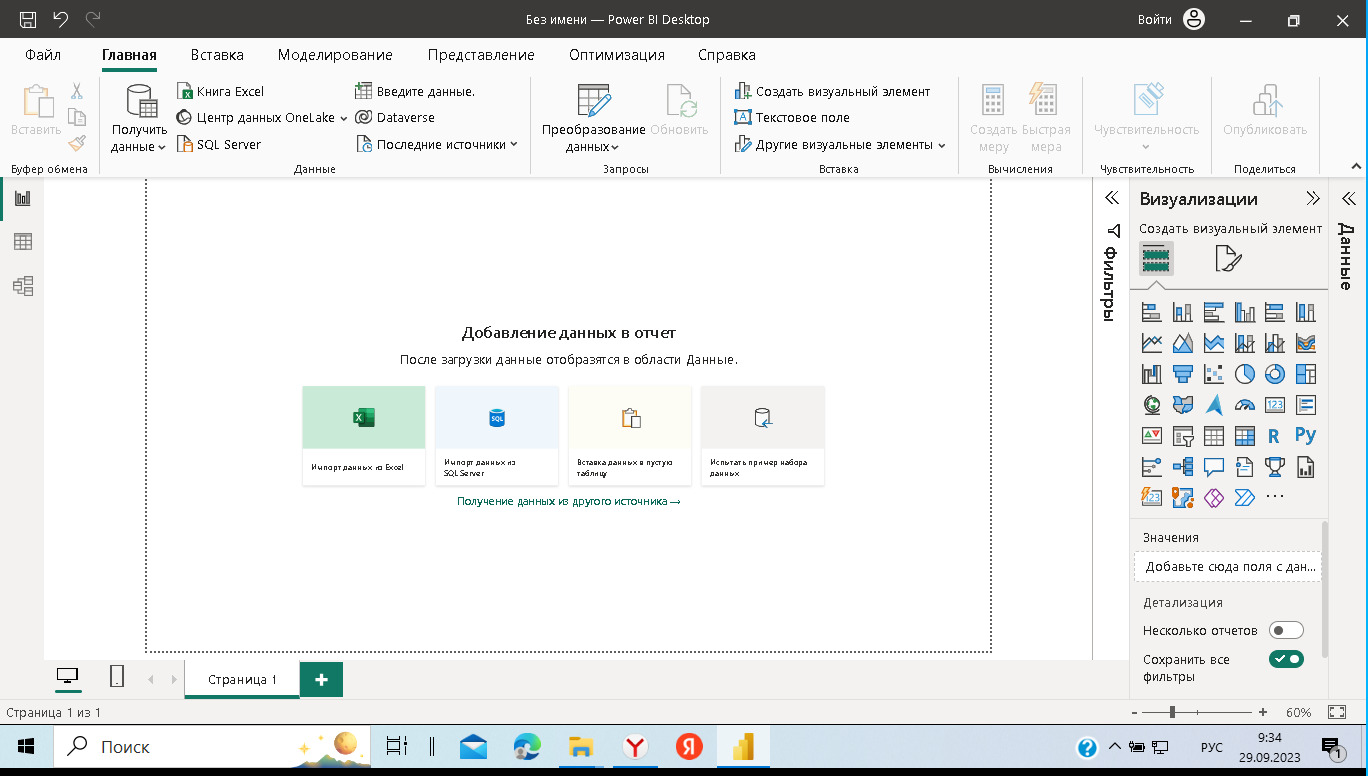 Без имени — Power BI Desktop
Войти
Файл
Главная
Вставка
Моделирование
Представление
Оптимизация
Справка
Вставить
Буфер обмена
Получить
данные
Книга Excel
Центр данных OneLake
SQL Server
Введите данные.
Dataverse
Последние источники
Данные
Преобразование
данных
Обновить
Запросы
Создать визуальный элемент
Текстовое поле
Другие визуальные элементы
Вставка
Создать
меру
Быстрая
мера
Вычисления
Чувствительность
Чувствительность
Опубликовать
Поделиться
Добавление данных в отчет
После загрузки данные отобразятся в области Данные.
SQL
Импорт данных из Excel
Импорт данных из
SQL Server
Вставка данных в пустую
таблицу
Испытать пример набора
данных
Получение данных из другого источника →
Фильтры
Визуализации
Создать визуальный элемент
123
R
Py
123
Значения
Добавьте сюда поля с дан...
Детализация
Несколько отчетов
Сохранить все
фильтры
Данные
Страница 1
Страница 1 из 1
60%
Поиск
РУС
9:34
29.09.2023
1